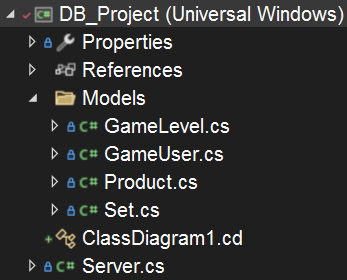 DB_Project (Universal Windows)
Properties
References
Models
C# GameLevel.cs
C# GameUser.cs
C# Product.cs
C# Set.cs
ClassDiagram1.cd
C# Server.cs